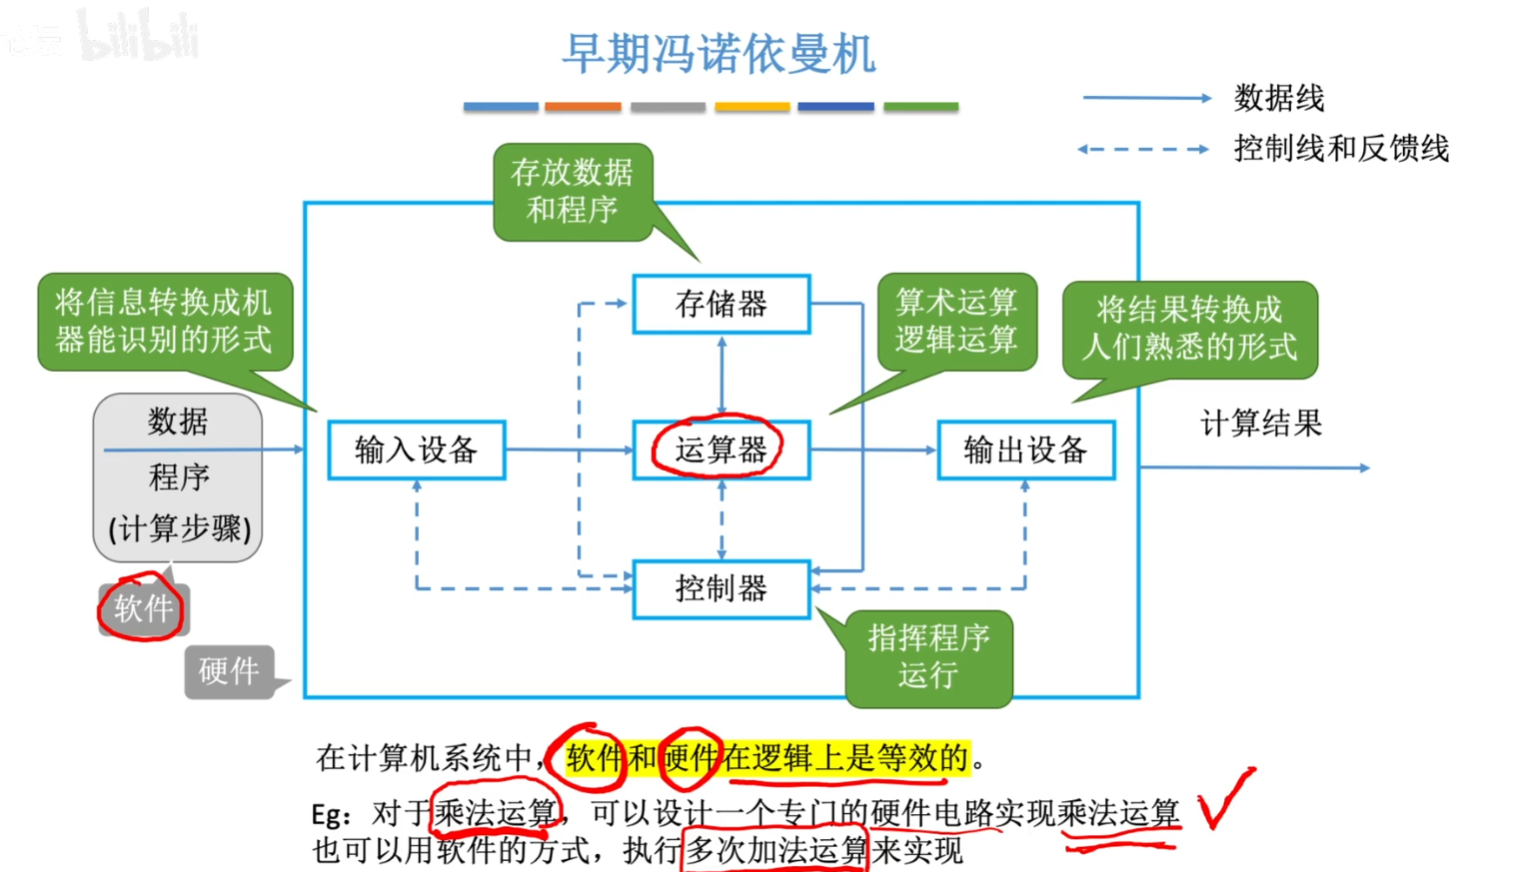 bilibili
早期冯诺依曼机
数据线
控制线和反馈线
存放数据
和程序
将信息转换成机
器能识别的形式
存储器
算术运算
逻辑运算
将结果转换成
人们熟悉的形式
数据
程序
(计算步骤)
输入设备
运算器
输出设备
计算结果
软件
硬件
控制器
指挥程序
运行
在计算机系统中，软件和硬件在逻辑上是等效的。
Eg：对于乘法运算，可以设计一个专门的硬件电路实现乘法运算
也可以用软件的方式，执行多次加法运算来实现